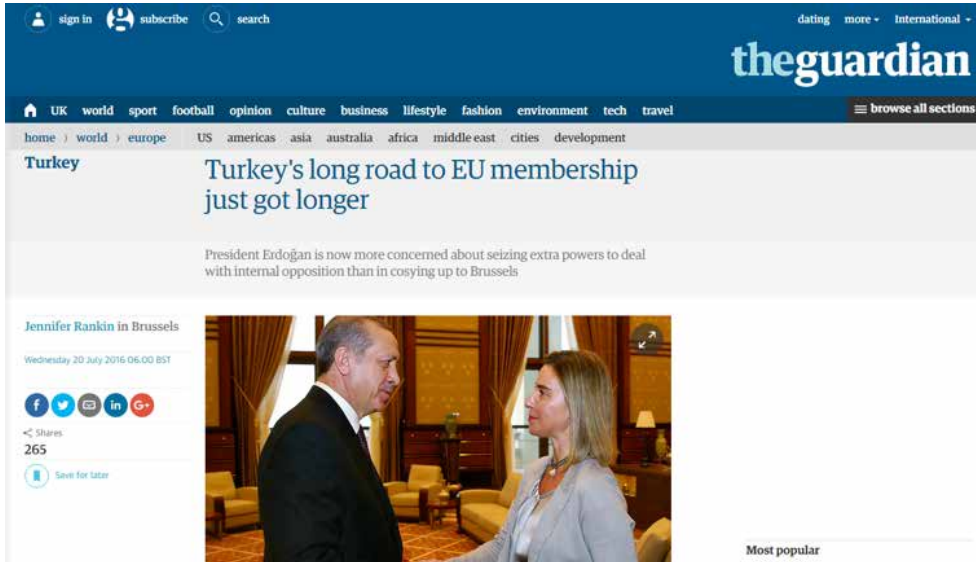 sign in subscribe search dating more International
theguardian
UK world sport football opinion culture business lifestyle fashion environment tech travel browse all sections
home world europe US americas asia australia africa middle east cities development
Turkey
Turkey's long road to EU membership
just got longer
President Erdoğan is now more concerned about seizing extra powers to deal
with internal opposition than in cosying up to Brussels
Jennifer Rankin in Brussels
Wednesday 20 July 2016 06.00 BST
f in G+
Shares
265
Save for later
Most popular